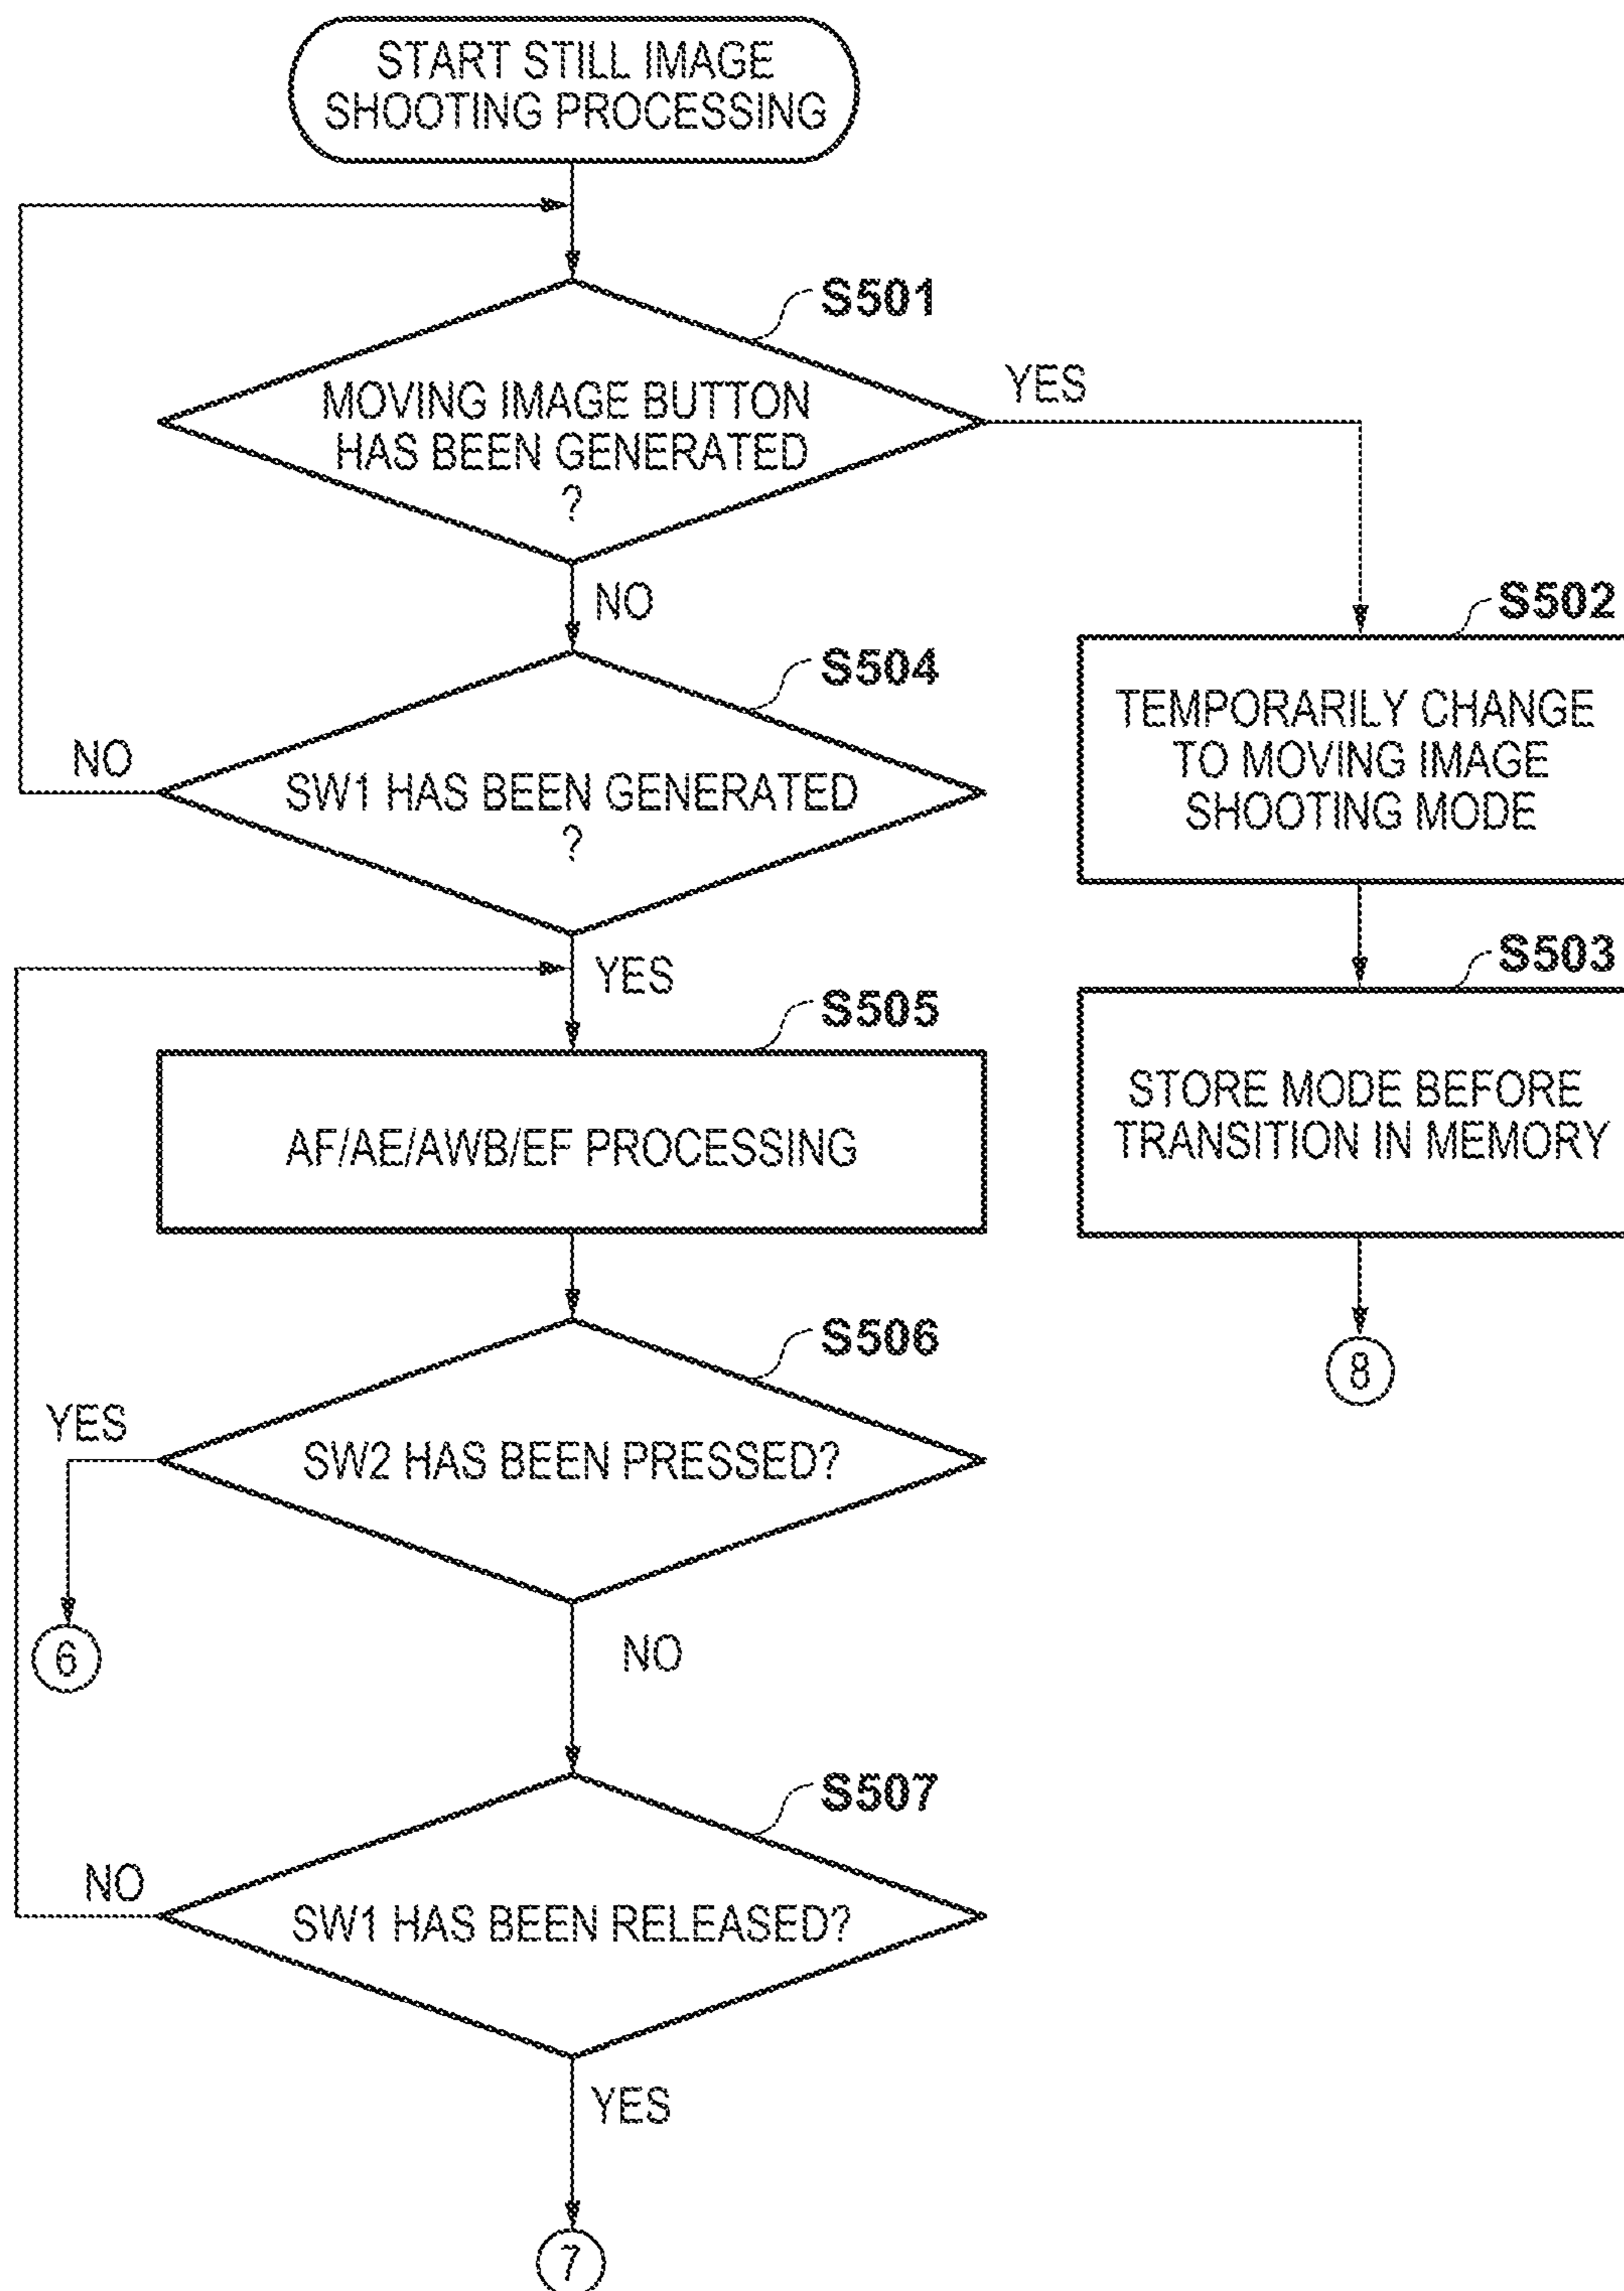 START STILL IMAGE
SHOOTING PROCESSING
S501
MOVING IMAGE BUTTON
HAS BEEN GENERATED
?
YES
NO
S502
TEMPORARILY CHANGE
TO MOVING IMAGE
SHOOTING MODE
S504
SW1 HAS BEEN GENERATED
?
NO
YES
S503
STORE MODE BEFORE
TRANSITION IN MEMORY
8
S505
AF/AE/AWB/EF PROCESSING
S506
SW2 HAS BEEN PRESSED?
YES
6
NO
S507
SW1 HAS BEEN RELEASED?
NO
YES
7